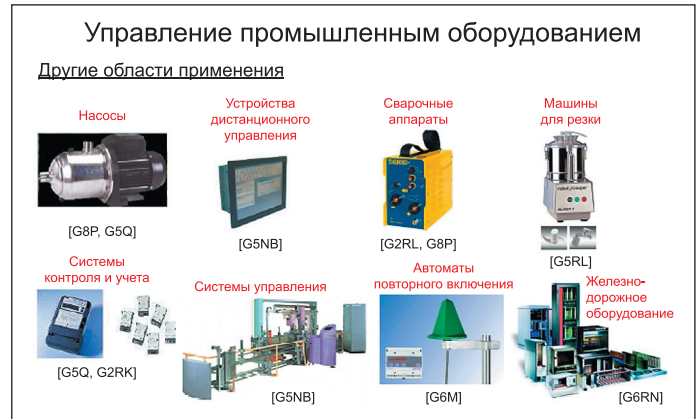 Управление промышленным оборудованием
Другие области применения
Насосы
Устройства
дистанционного
управления
Сварочные
аппараты
Машины
для резки
[G8P, G5Q]
[G5NB]
[G2RL, G8P]
[G5RL]
Системы
контроля и учета
Системы управления
Автоматы
повторного включения
Железно-
дорожное
оборудование
[G5Q, G2RK]
[G5NB]
[G6M]
[G6RN]